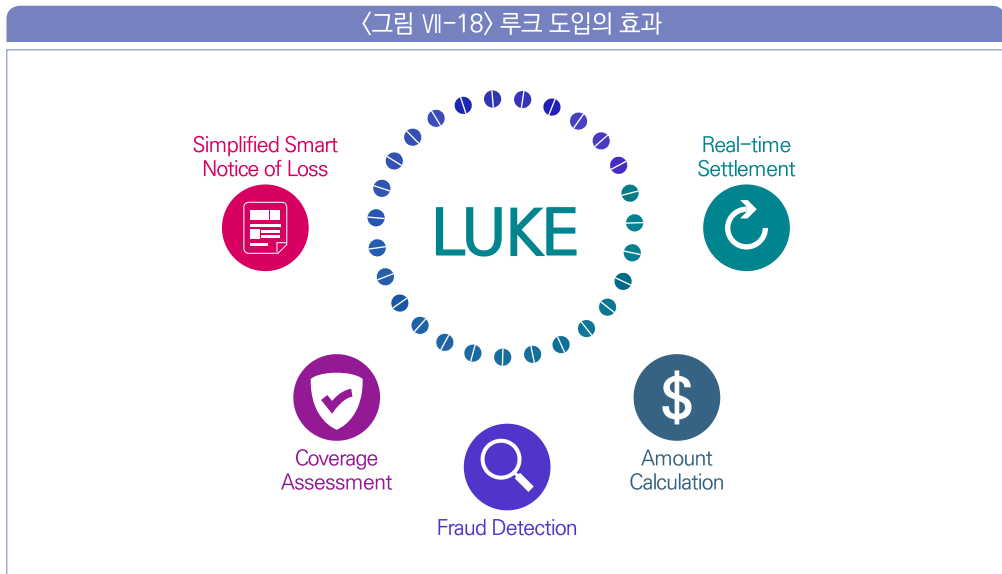 〈그림 Ⅶ-18〉 루크 도입의 효과
Simplified Smart
Notice of Loss
Real-time
Settlement
LUKE
$
Coverage
Assessment
Amount
Calculation
Fraud Detection